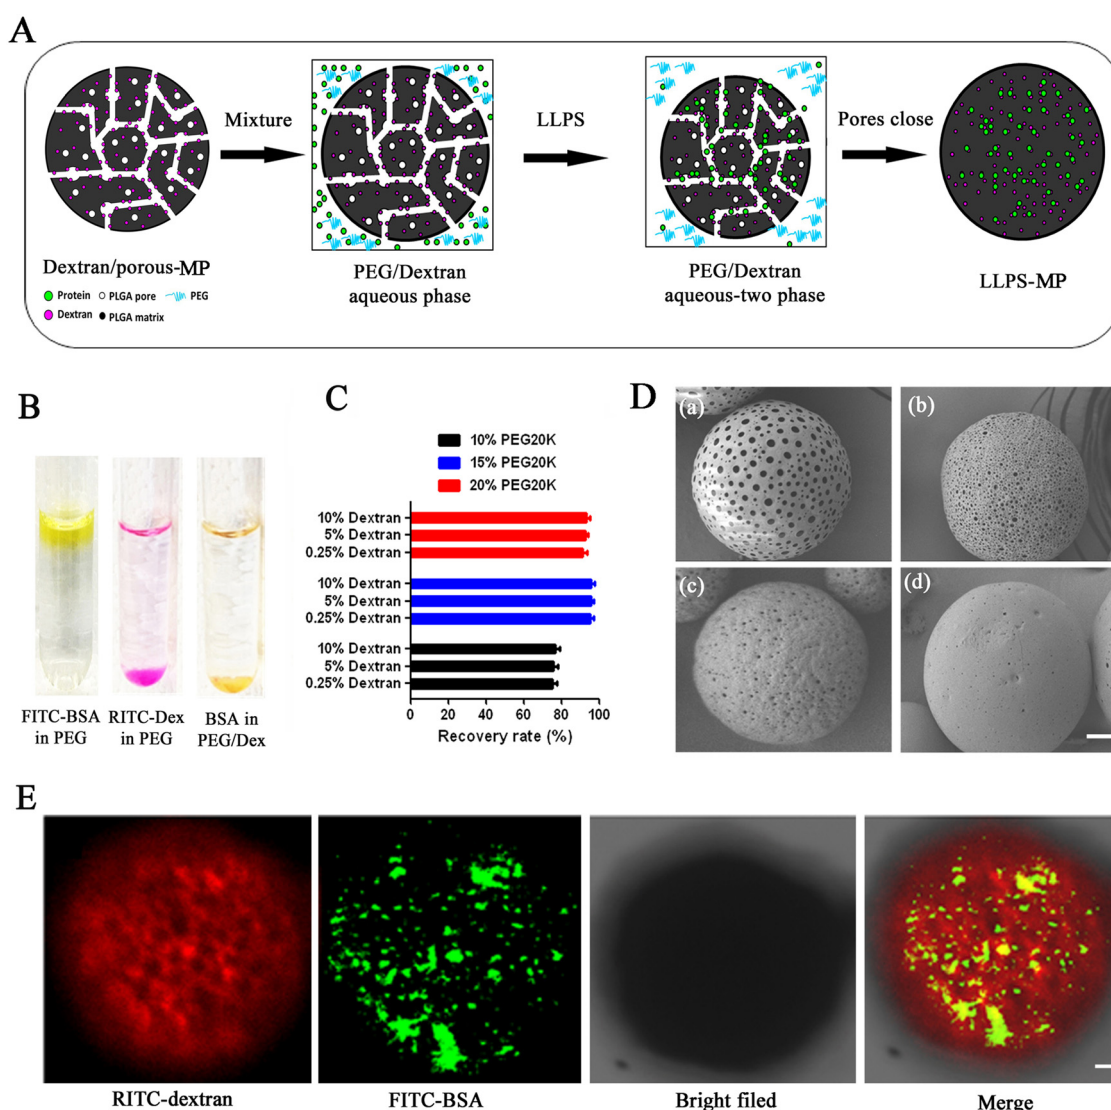 A
Mixture
LLPS
Pores close
Dextran/porous-MP
PEG/Dextran
aqueous phase
PEG/Dextran
aqueous-two phase
LLPS-MP
Protein
PLGA pore
PEG
Dextran
PLGA matrix
B
FITC-BSA
in PEG
RITC-Dex
in PEG
BSA in
PEG/Dex
C
10% PEG20K
15% PEG20K
20% PEG20K
10% Dextran
5% Dextran
0.25% Dextran
10% Dextran
5% Dextran
0.25% Dextran
10% Dextran
5% Dextran
0.25% Dextran
0 20 40 60 80 100
Recovery rate (%)
D
(a)
(b)
(c)
(d)
E
RITC-dextran
FITC-BSA
Bright filed
Merge